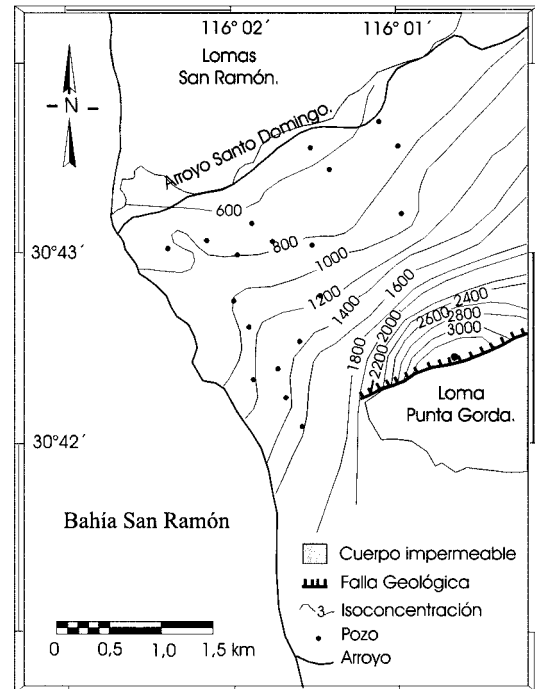 116° 02´ 116° 01´
Lomas
San Ramón.
N
Arroyo Santo Domingo.
600
30°43´
800
1000
1200
1400
1600
1800
2000
2200
2400
2600
2800
3000
Loma
Punta Gorda.
30°42´
Bahía San Ramón
Cuerpo impermeable
Falla Geológica
3 Isoconcentración
Pozo
Arroyo
0 0,5 1,0 1,5 km